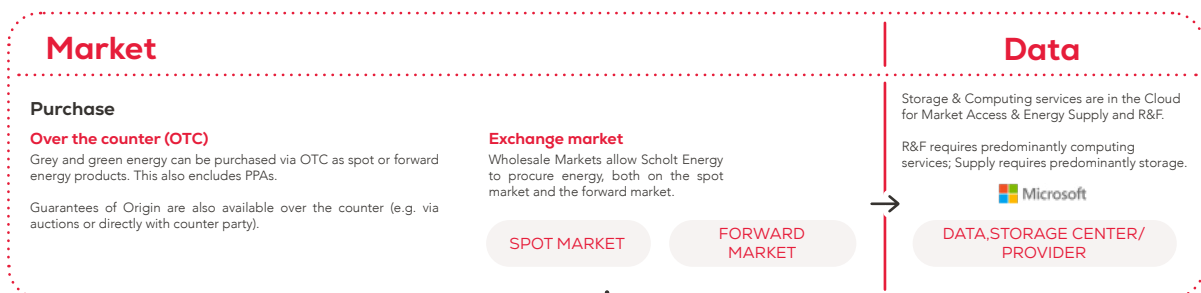 Market
Data
Purchase
Over the counter (OTC)
Grey and green energy can be purchased via OTC as spot or forward
energy products. This also encludes PPAs.
Guarantees of Origin are also available over the counter (e.g. via
auctions or directly with counter party).
Exchange market
Wholesale Markets allow Scholt Energy
to procure energy, both on the spot
market and the forward market.
SPOT MARKET
FORWARD
MARKET
Storage & Computing services are in the Cloud
for Market Access & Energy Supply and R&F.
R&F requires predominantly computing
services; Supply requires predominantly storage.
Microsoft
DATA,STORAGE CENTER/
PROVIDER